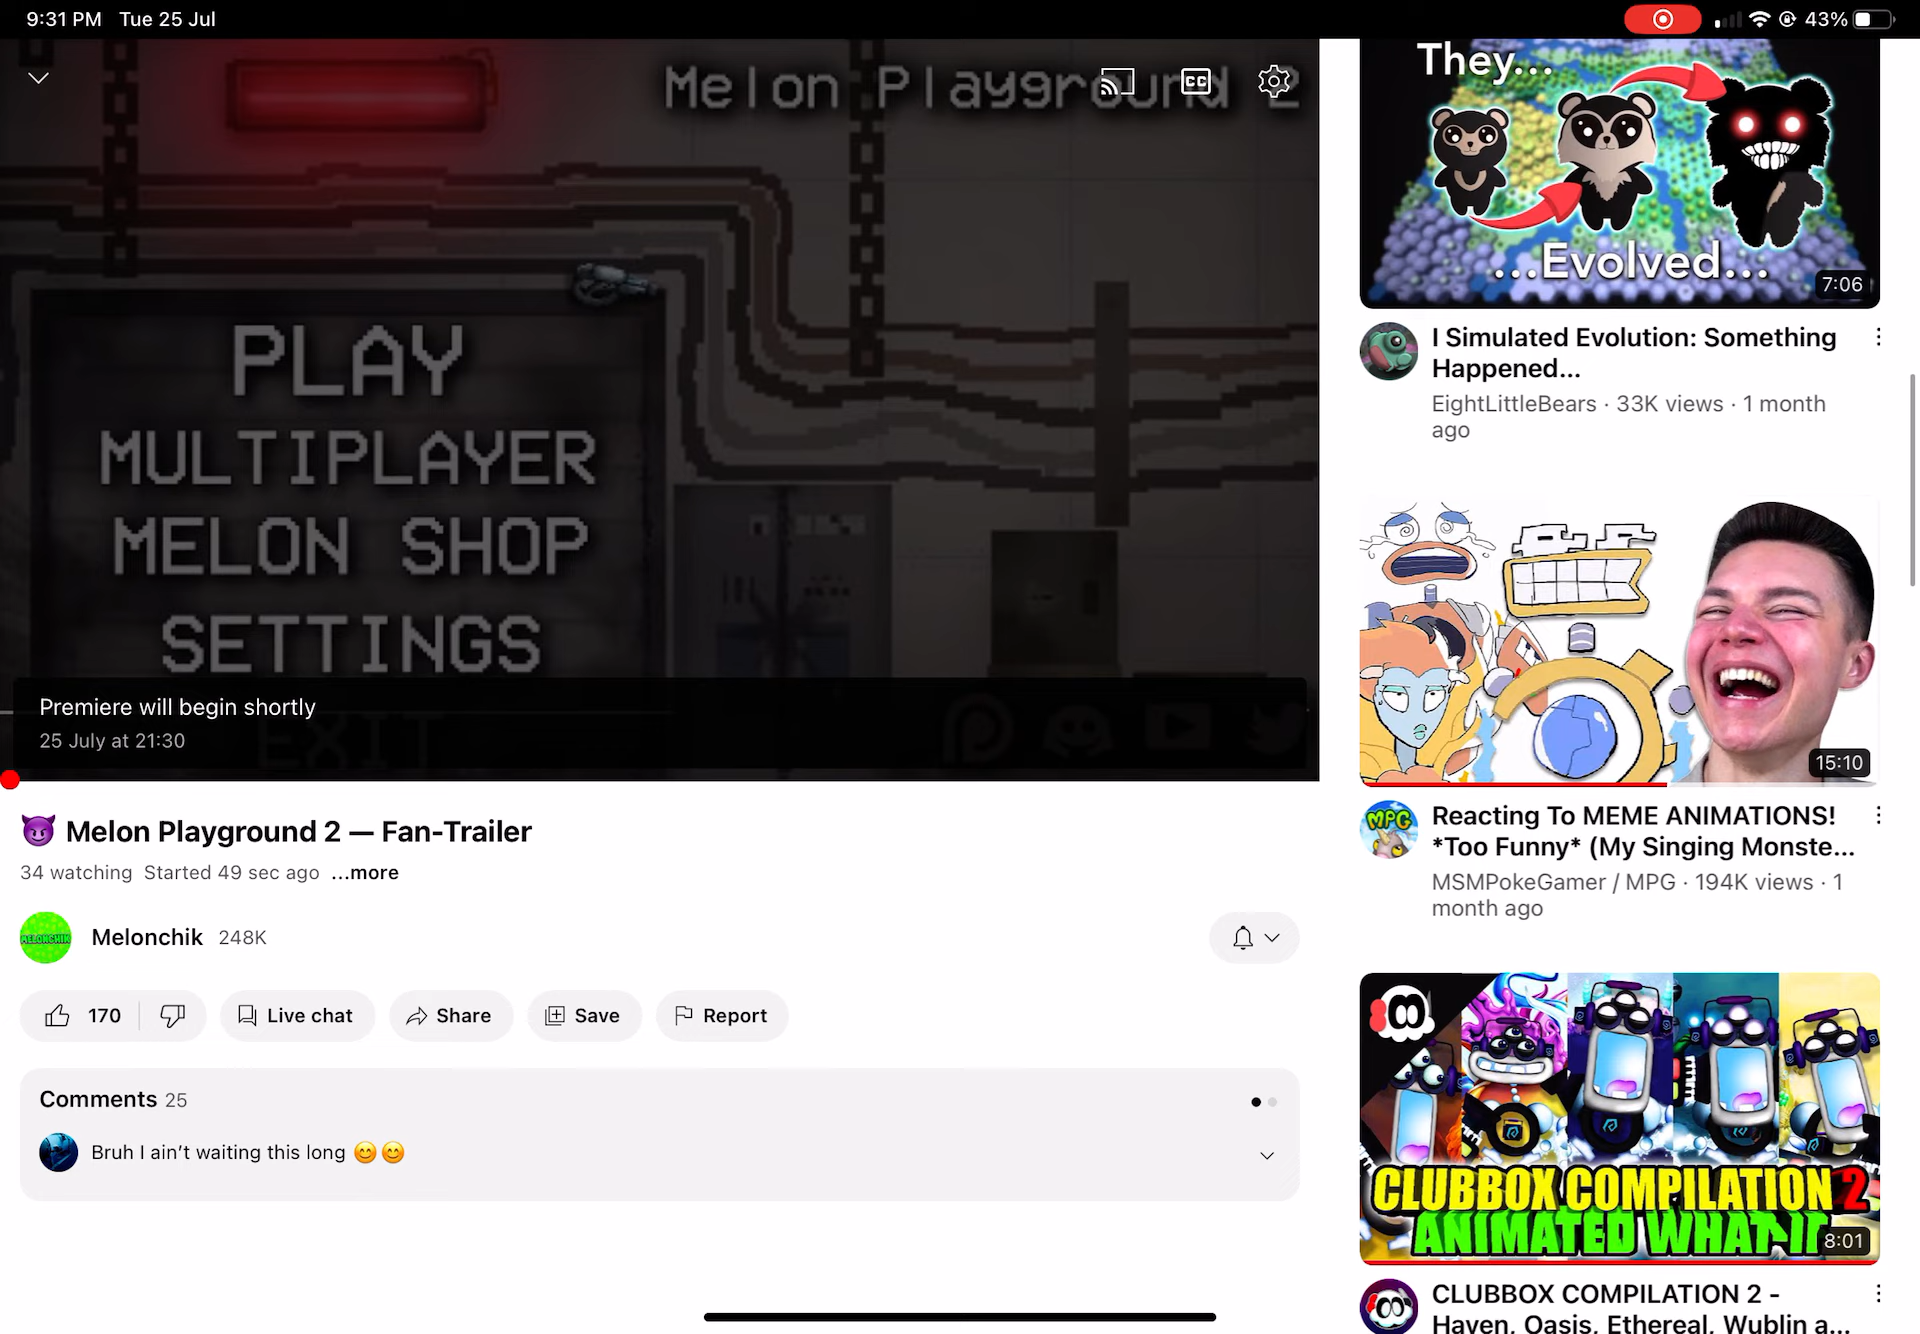 9:31 PM Tue 25 Jul
43%
Melon Playground 2
CC
PLAY
MULTIPLAYER
MELON SHOP
SETTINGS
EXIT
Premiere will begin shortly
25 July at 21:30
😈 Melon Playground 2 — Fan-Trailer
34 watching Started 49 sec ago ...more
MELONCHIK
Melonchik 248K
170
Live chat
Share
Save
Report
Comments 25
Bruh I ain't waiting this long 😊😊
They...
...Evolved...
7:06
I Simulated Evolution: Something
Happened...
EightLittleBears · 33K views · 1 month
ago
15:10
MPG
Reacting To MEME ANIMATIONS!
*Too Funny* (My Singing Monste...
MSMPokeGamer / MPG · 194K views · 1
month ago
CLUBBOX COMPILATION 2
ANIMATED WHAT-IF
8:01
CLUBBOX COMPILATION 2 -
Haven, Oasis, Ethereal, Wublin a...